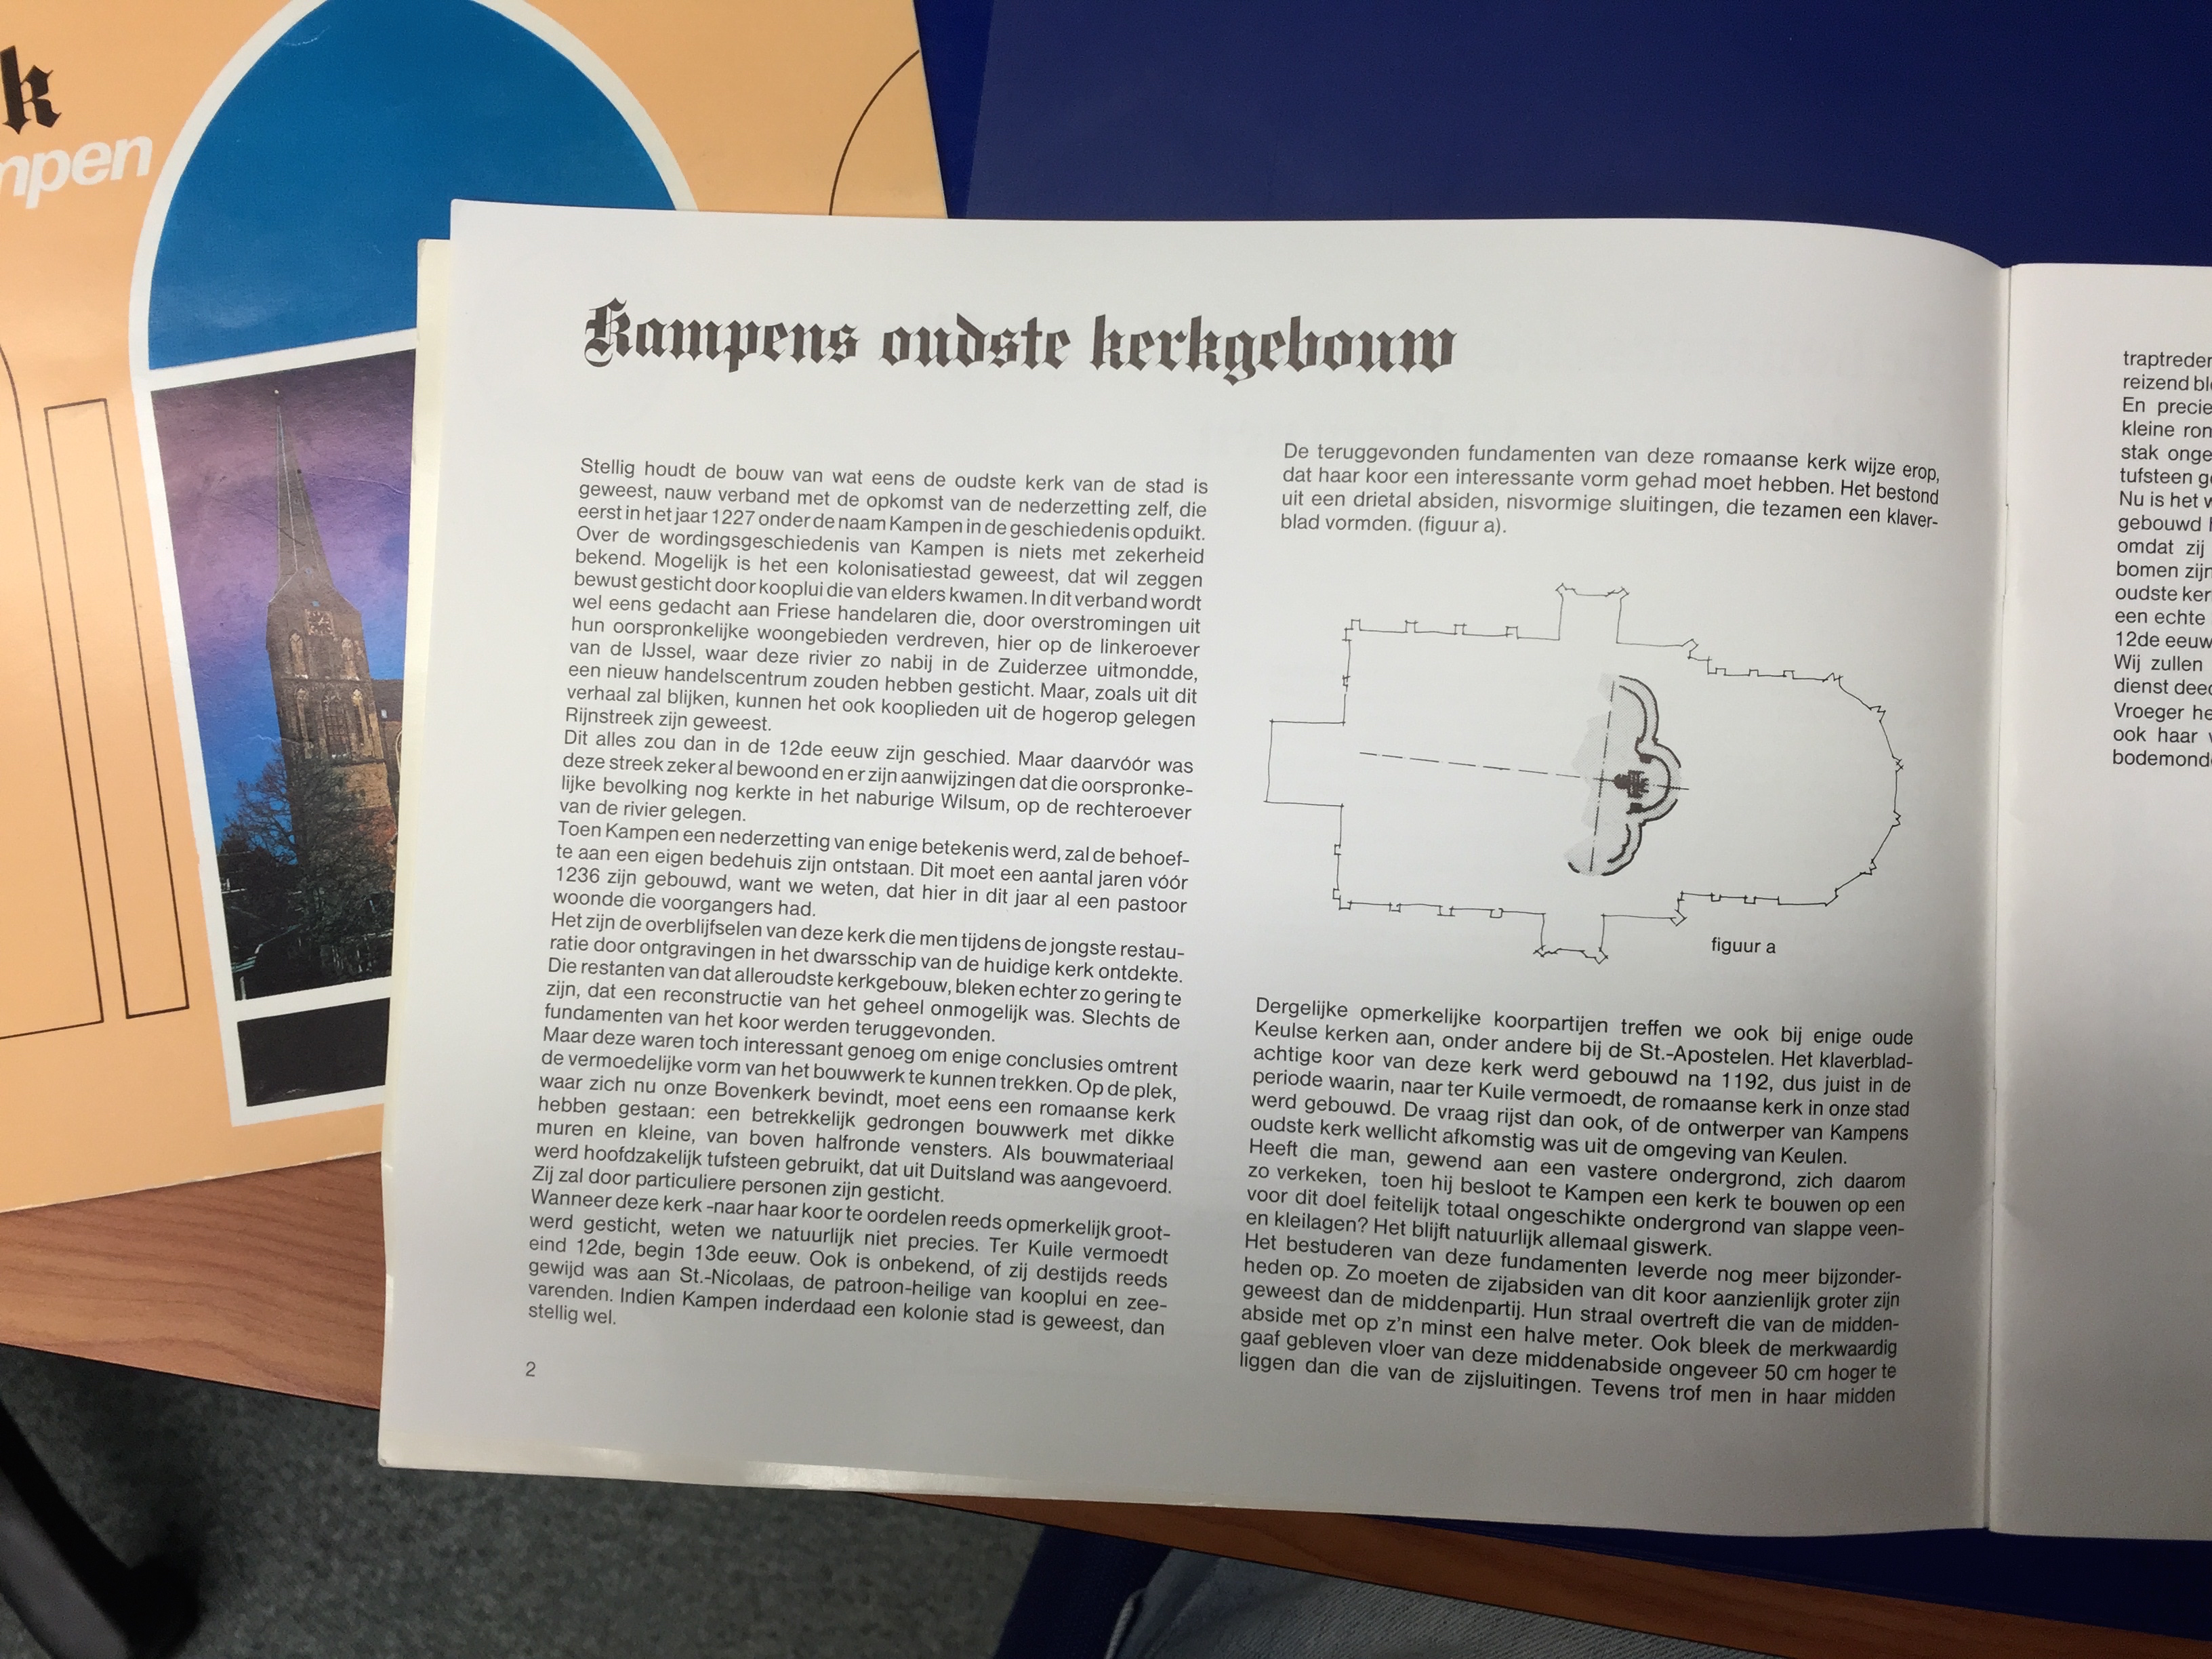 k
mpen
Kampens oudste kerkgebouw
Stellig houdt de bouw van wat eens de oudste kerk van de stad is
geweest, nauw verband met de opkomst van de nederzetting zelf, die
eerst in het jaar 1227 onder de naam Kampen in de geschiedenis opduikt.
Over de wordingsgeschiedenis van Kampen is niets met zekerheid
bekend. Mogelijk is het een kolonisatiestad geweest, dat wil zeggen
bewust gesticht door kooplui die van elders kwamen. In dit verband wordt
wel eens gedacht aan Friese handelaren die, door overstromingen uit
hun oorspronkelijke woongebieden verdreven, hier op de linkeroever
van de IJssel, waar deze rivier zo nabij in de Zuiderzee uitmondde,
een nieuw handelscentrum zouden hebben gesticht. Maar, zoals uit dit
verhaal zal blijken, kunnen het ook kooplieden uit de hogerop gelegen
Rijnstreek zijn geweest.
Dit alles zou dan in de 12de eeuw zijn geschied. Maar daarvóór was
deze streek zeker al bewoond en er zijn aanwijzingen dat die oorspronke-
lijke bevolking nog kerkte in het naburige Wilsum, op de rechteroever
van de rivier gelegen.
Toen Kampen een nederzetting van enige betekenis werd, zal de behoef-
te aan een eigen bedehuis zijn ontstaan. Dit moet een aantal jaren vóór
1236 zijn gebouwd, want we weten, dat hier in dit jaar al een pastoor
woonde die voorgangers had.
Het zijn de overblijfselen van deze kerk die men tijdens de jongste restau-
ratie door ontgravingen in het dwarsschip van de huidige kerk ontdekte.
Die restanten van dat alleroudste kerkgebouw, bleken echter zo gering te
zijn, dat een reconstructie van het geheel onmogelijk was. Slechts de
fundamenten van het koor werden teruggevonden.
Maar deze waren toch interessant genoeg om enige conclusies omtrent
de vermoedelijke vorm van het bouwwerk te kunnen trekken. Op de plek,
waar zich nu onze Bovenkerk bevindt, moet eens een romaanse kerk
hebben gestaan: een betrekkelijk gedrongen bouwwerk met dikke
muren en kleine, van boven halfronde vensters. Als bouwmateriaal
werd hoofdzakelijk tufsteen gebruikt, dat uit Duitsland was aangevoerd.
Zij zal door particuliere personen zijn gesticht.
Wanneer deze kerk -naar haar koor te oordelen reeds opmerkelijk groot-
werd gesticht, weten we natuurlijk niet precies. Ter Kuile vermoedt
eind 12de, begin 13de eeuw. Ook is onbekend, of zij destijds reeds
gewijd was aan St.-Nicolaas, de patroon-heilige van kooplui en zee-
varenden. Indien Kampen inderdaad een kolonie stad is geweest, dan
stellig wel.
2
De teruggevonden fundamenten van deze romaanse kerk wijze erop,
dat haar koor een interessante vorm gehad moet hebben. Het bestond
uit een drietal absiden, nisvormige sluitingen, die tezamen een klaver-
blad vormden. (figuur a).
figuur a
Dergelijke opmerkelijke koorpartijen treffen we ook bij enige oude
Keulse kerken aan, onder andere bij de St.-Apostelen. Het klaverblad-
achtige koor van deze kerk werd gebouwd na 1192, dus juist in de
periode waarin, naar ter Kuile vermoedt, de romaanse kerk in onze stad
werd gebouwd. De vraag rijst dan ook, of de ontwerper van Kampens
oudste kerk wellicht afkomstig was uit de omgeving van Keulen.
Heeft die man, gewend aan een vastere ondergrond, zich daarom
zo verkeken, toen hij besloot te Kampen een kerk te bouwen op een
voor dit doel feitelijk totaal ongeschikte ondergrond van slappe veen-
en kleilagen? Het blijft natuurlijk allemaal giswerk.
Het bestuderen van deze fundamenten leverde nog meer bijzonder-
heden op. Zo moeten de zijabsiden van dit koor aanzienlijk groter zijn
geweest dan de middenpartij. Hun straal overtreft die van de midden-
abside met op z'n minst een halve meter. Ook bleek de merkwaardig
gaaf gebleven vloer van deze middenabside ongeveer 50 cm hoger te
liggen dan die van de zijsluitingen. Tevens trof men in haar midden
traptreder
reizend bl
En precie
kleine ron
stak onge
tufsteen g
Nu is het v
gebouwd
omdat zij
bomen zijn
oudste ker
een echte
12de eeuw
Wij zullen
dienst deed
Vroeger he
ook haar
bodemond